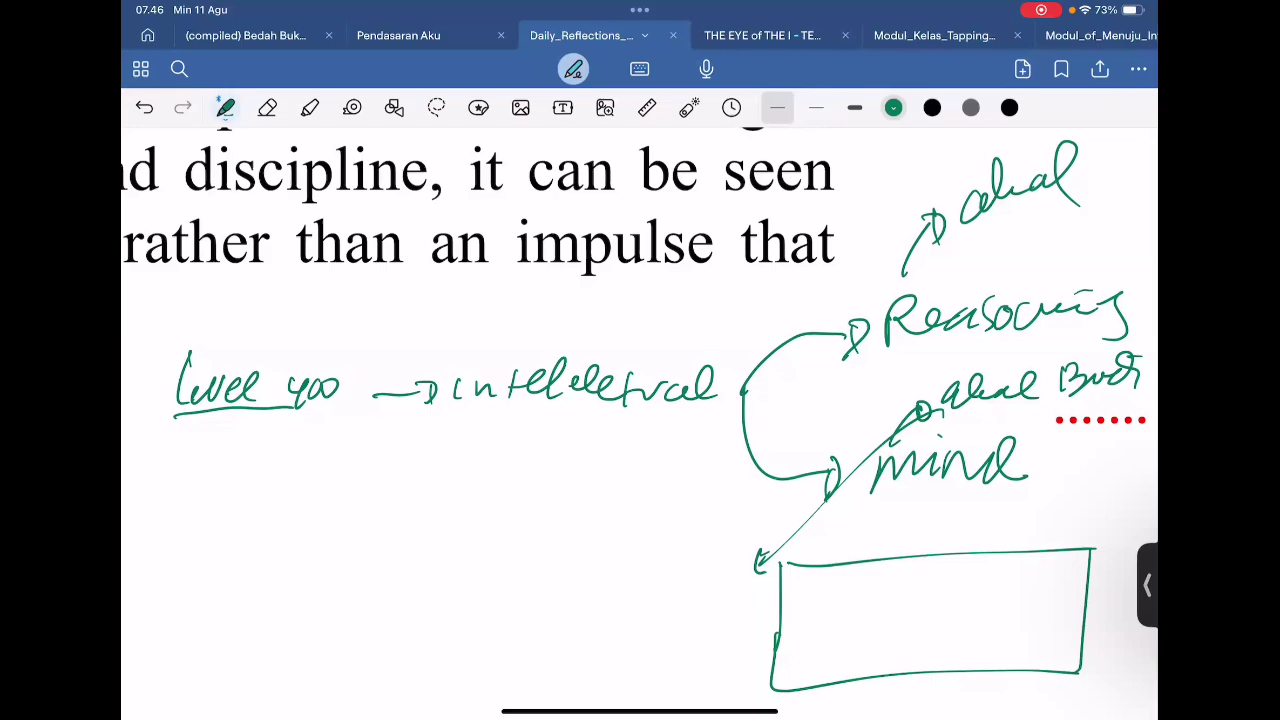 07.46 Min 11 Agu
73%
(compiled) Bedah Buk...
Pendasaran Aku
Daily_Reflections_...
THE EYE of THE I - TE...
Modul_Kelas_Tapping...
Modul_of_Menuju_In
nd discipline, it can be seen
rather than an impulse that
akal
Reasoning
Level 400 intelektual
akal Budi
mind